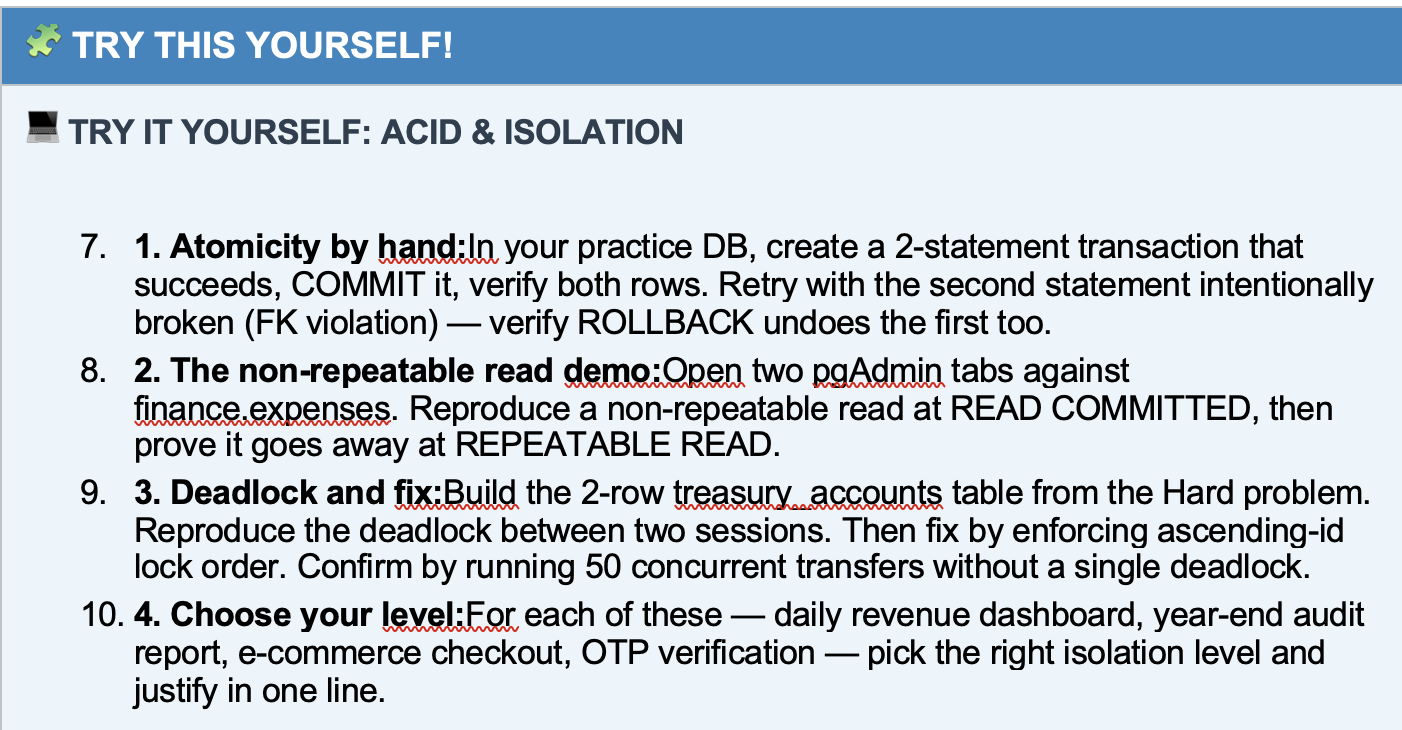 TRY THIS YOURSELF!
TRY IT YOURSELF: ACID & ISOLATION
7. 1. Atomicity by hand:In your practice DB, create a 2-statement transaction that
succeeds, COMMIT it, verify both rows. Retry with the second statement intentionally
broken (FK violation) — verify ROLLBACK undoes the first too.
8. 2. The non-repeatable read demo:Open two pgAdmin tabs against
finance.expenses. Reproduce a non-repeatable read at READ COMMITTED, then
prove it goes away at REPEATABLE READ.
9. 3. Deadlock and fix:Build the 2-row treasury_accounts table from the Hard problem.
Reproduce the deadlock between two sessions. Then fix by enforcing ascending-id
lock order. Confirm by running 50 concurrent transfers without a single deadlock.
10. 4. Choose your level:For each of these — daily revenue dashboard, year-end audit
report, e-commerce checkout, OTP verification — pick the right isolation level and
justify in one line.